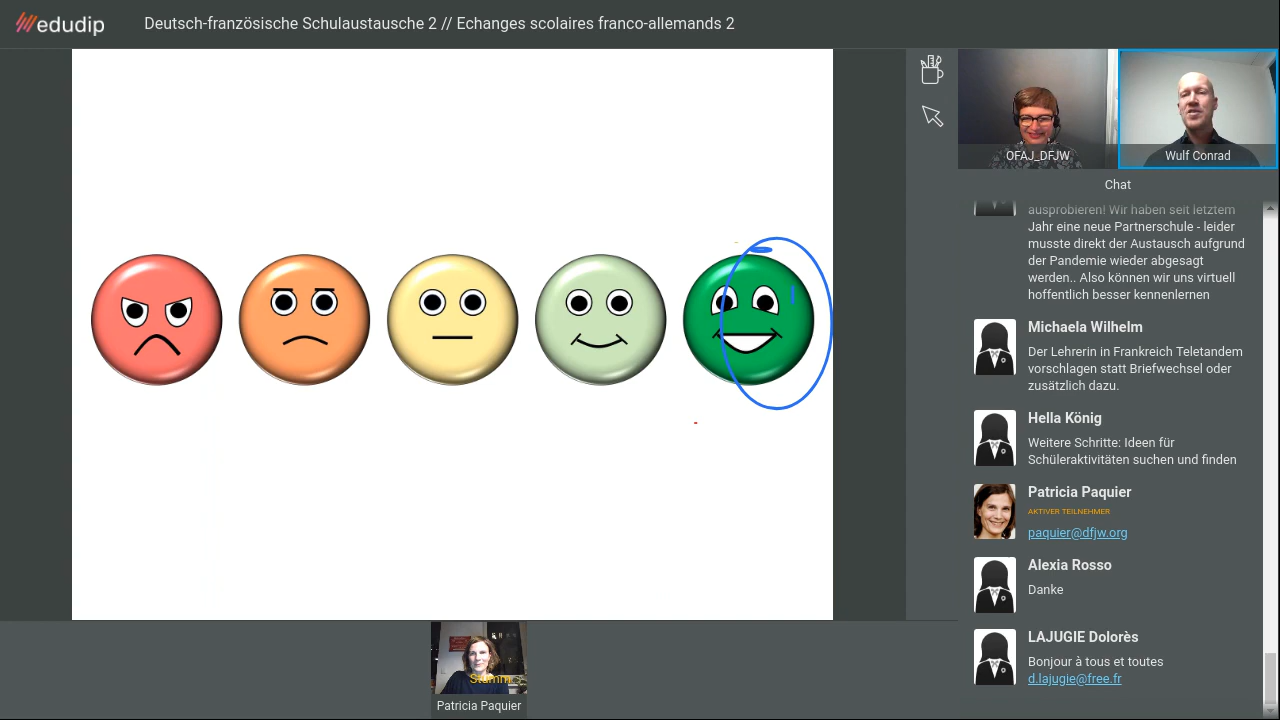 edudip
Deutsch-französische Schulaustausche 2 // Echanges scolaires franco-allemands 2
OFAJ_DFJW
Wulf Conrad
Chat
ausprobieren! Wir haben seit letztem
Jahr eine neue Partnerschule - leider
musste direkt der Austausch aufgrund
der Pandemie wieder abgesagt
werden.. Also können wir uns virtuell
hoffentlich besser kennenlernen
Michaela Wilhelm
Der Lehrerin in Frankreich Teletandem
vorschlagen statt Briefwechsel oder
zusätzlich dazu.
Hella König
Weitere Schritte: Ideen für
Schüleraktivitäten suchen und finden
Patricia Paquier
AKTIVER TEILNEHMER
paquier@dfjw.org
Alexia Rosso
Danke
LAJUGIE Dolorès
Bonjour à tous et toutes
d.lajugie@free.fr
Stumm
Patricia Paquier